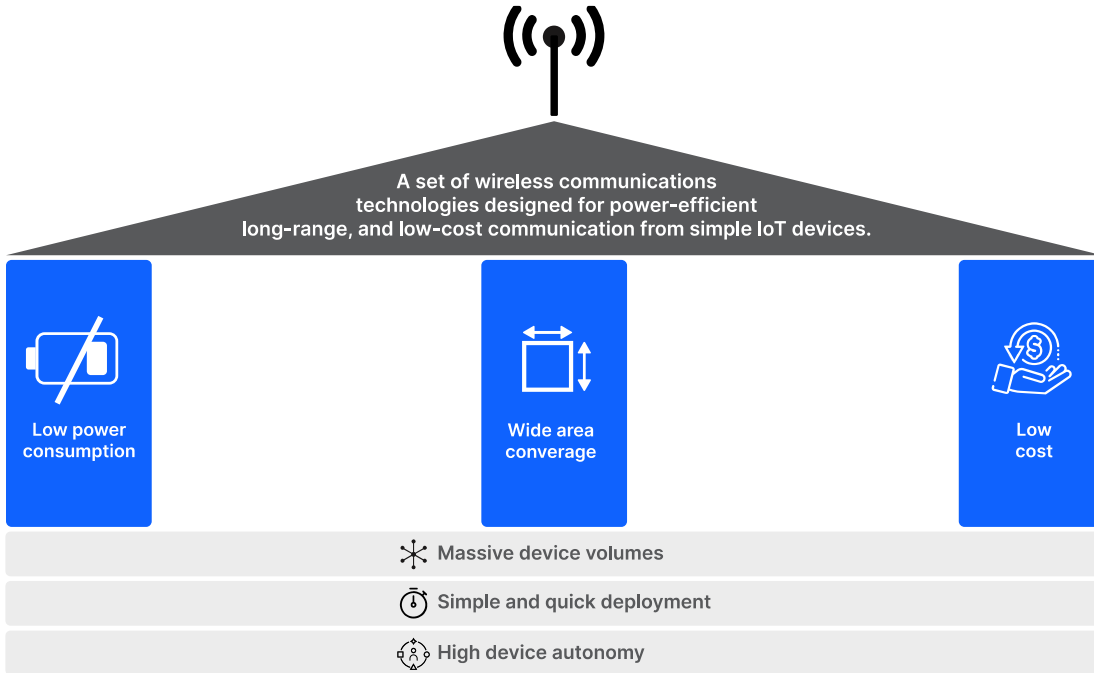 A set of wireless communications
technologies designed for power-efficient
long-range, and low-cost communication from simple IoT devices.
Low power
consumption
Wide area
converage
Low
cost
Massive device volumes
Simple and quick deployment
High device autonomy